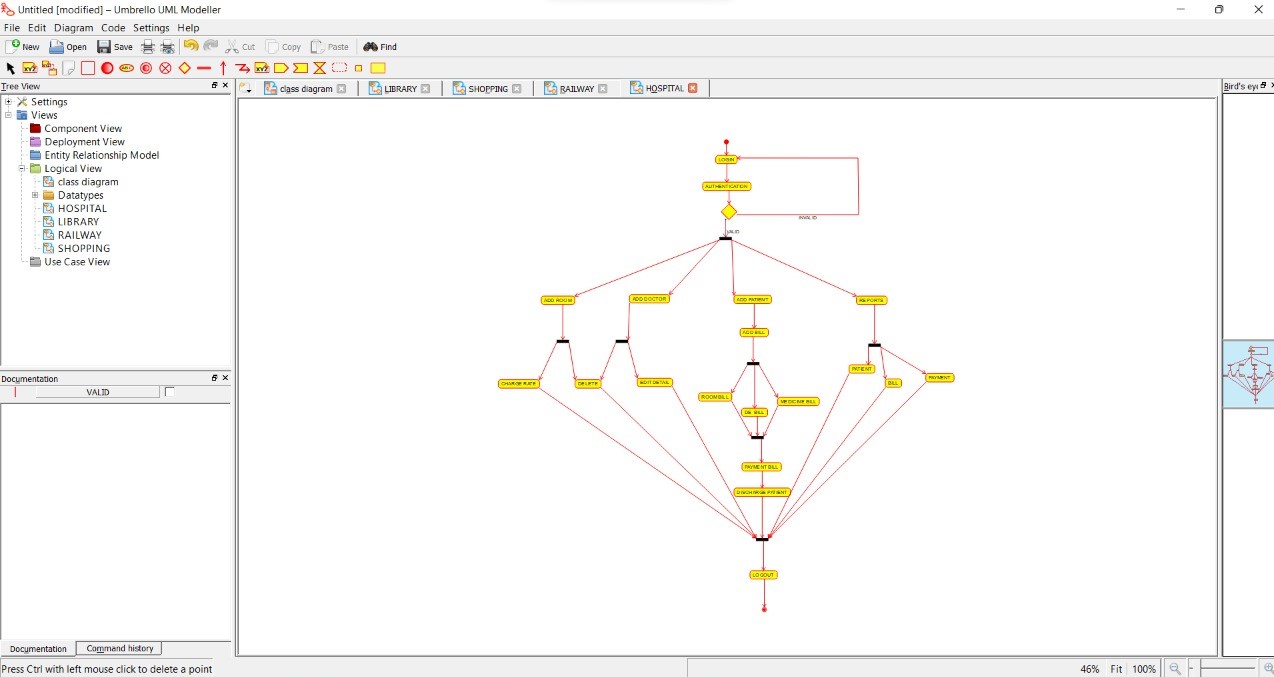 Untitled [modified] – Umbrello UML Modeller
File Edit Diagram Code Settings Help
New Open Save Cut Copy Paste Find
Tree View
class diagram LIBRARY SHOPPING RAILWAY HOSPITAL
Bird's eye
Settings
Views
Component View
Deployment View
Entity Relationship Model
Logical View
class diagram
Datatypes
HOSPITAL
LIBRARY
RAILWAY
SHOPPING
Use Case View
Documentation
VALID
LOGIN
AUTHENTICATION
INVALID
VALID
ADD ROOM ADD DOCTOR ADD PATIENT REPORTS
ADD BILL
CHARGE RATE DELETE EDIT DETAIL PATIENT BILL PAYMENT
ROOM BILL MEDICINE BILL
PAYMENT BILL
DISCHARGE PATIENT
LOGOUT
Documentation Command history
Press Ctrl with left mouse click to delete a point
46% Fit 100%